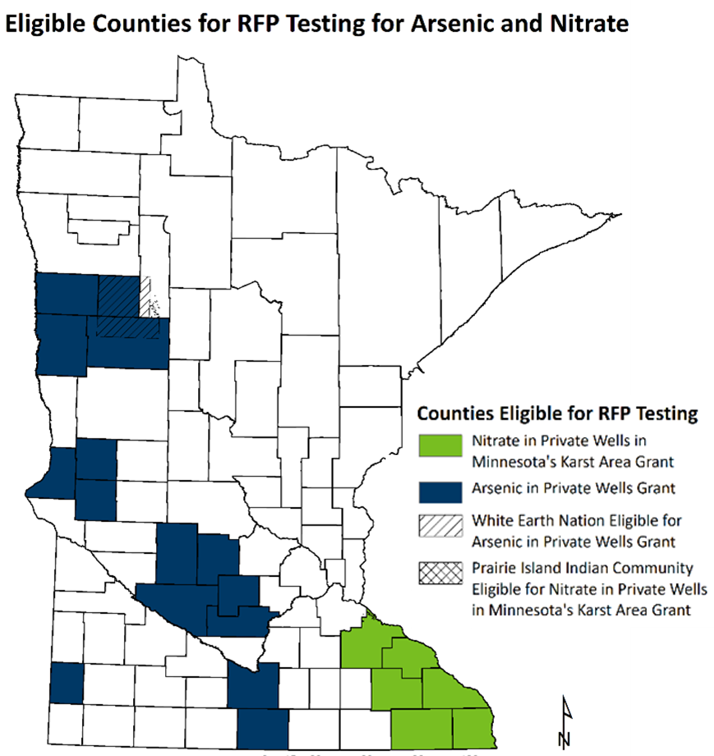 Eligible Counties for RFP Testing for Arsenic and Nitrate
Counties Eligible for RFP Testing
Nitrate in Private Wells in
Minnesota's Karst Area Grant
Arsenic in Private Wells Grant
White Earth Nation Eligible for
Arsenic in Private Wells Grant
Prairie Island Indian Community
Eligible for Nitrate in Private Wells
in Minnesota's Karst Area Grant
N